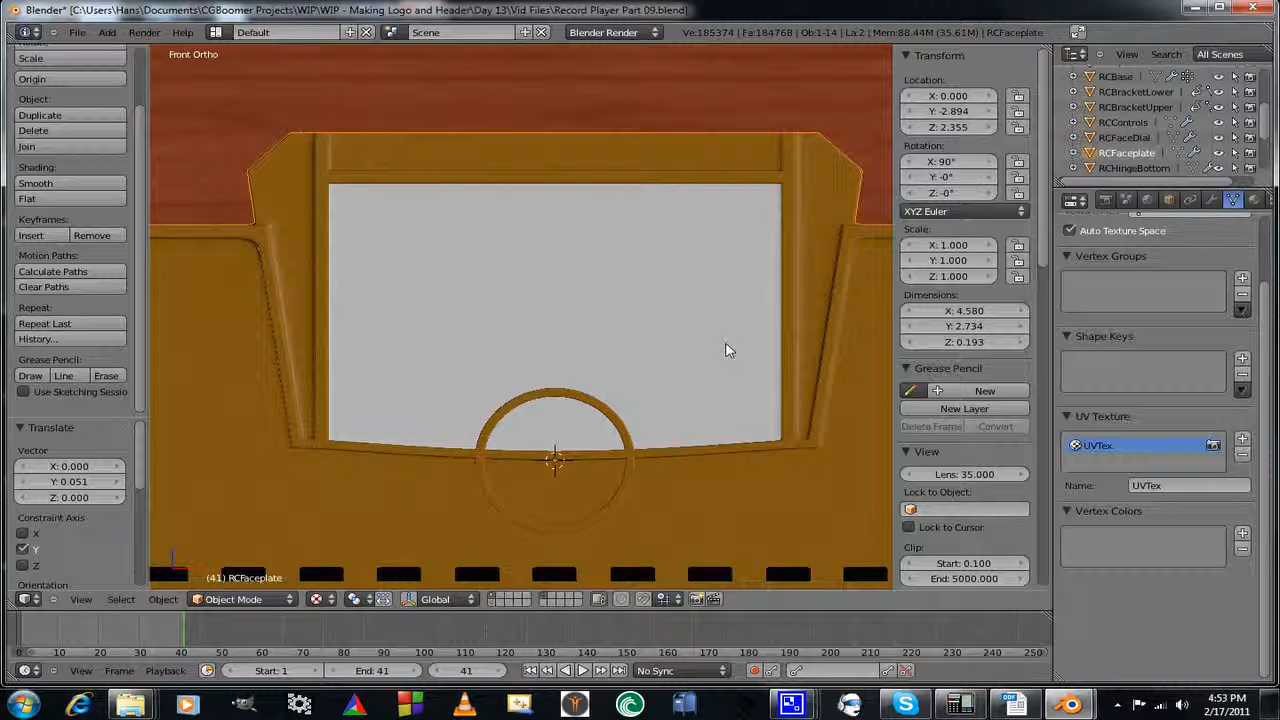 Blender* [C:\Users\Hans\Documents\CGBoomer Projects\WIP\WIP - Making Logo and Header\Day 13\Vid Files\Record Player Part 09.blend]
File Add Render Help Default Scene Blender Render Ve:185374 | Fa:184768 | Ob:1-14 | La:2 | Mem:88.44M (35.61M) | RCFaceplate
View Search All Scenes
Scale
Origin
Object:
Duplicate
Delete
Join
Shading:
Smooth
Flat
Keyframes:
Insert Remove
Motion Paths:
Calculate Paths
Clear Paths
Repeat:
Repeat Last
History...
Grease Pencil:
Draw Line Erase
Use Sketching Sessio
Translate
Vector
X: 0.000
Y: 0.051
Z: 0.000
Constraint Axis
X
Y
Z
Orientation
Front Ortho
(41) RCFaceplate
Transform
Location:
X: 0.000
Y: -2.894
Z: 2.355
Rotation:
X: 90°
Y: -0°
Z: -0°
XYZ Euler
Scale:
X: 1.000
Y: 1.000
Z: 1.000
Dimensions:
X: 4.580
Y: 2.734
Z: 0.193
Grease Pencil
New
New Layer
Delete Frame Convert
View
Lens: 35.000
Lock to Object:
Lock to Cursor
Clip:
Start: 0.100
End: 5000.000
RCBase
RCBracketLower
RCBracketUpper
RCControls
RCFaceDial
RCFaceplate
RCHingeBottom
Auto Texture Space
Vertex Groups
Shape Keys
UV Texture
UVTex
Name: UVTex
Vertex Colors
View Select Object Object Mode Global
0 10 20 30 40 50 60 70 80 90 100 110 120 130 140 150 160 170 180 190 200 210 220 230 240 250
View Frame Playback Start: 1 End: 41 41 No Sync
4:53 PM
2/17/2011